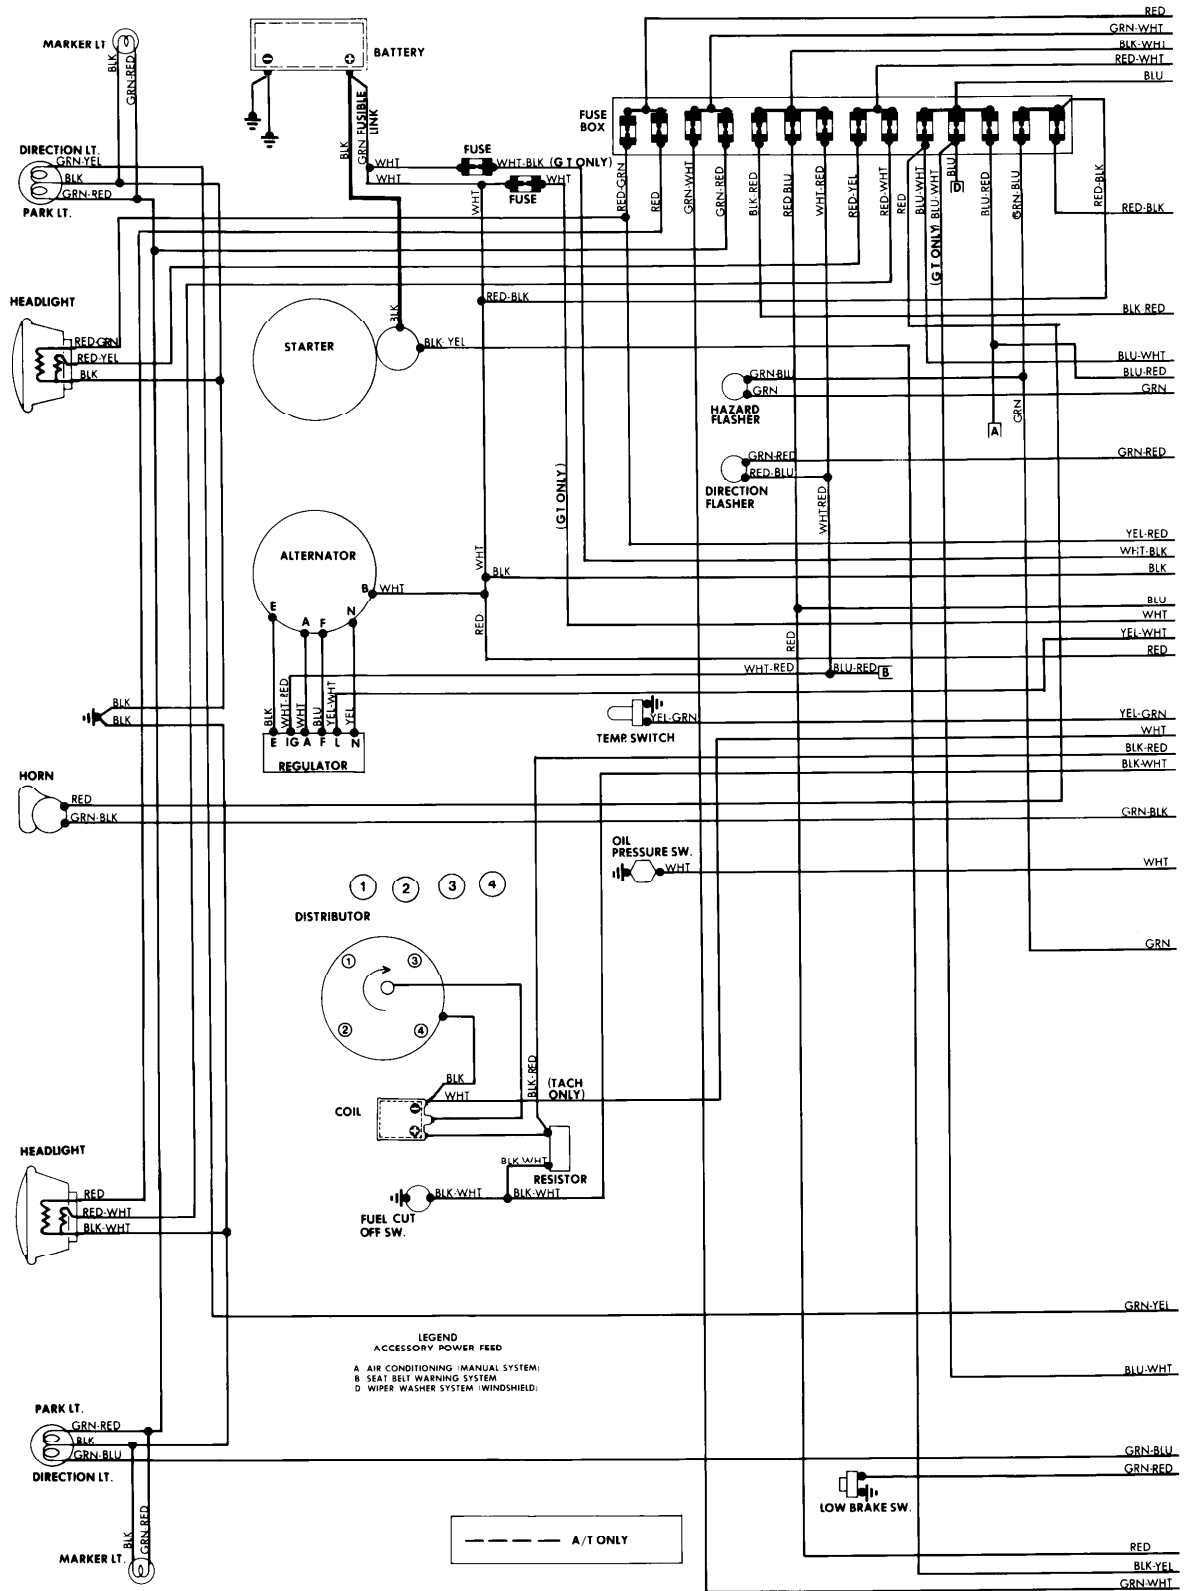 RED
GRN-WHT
BLK-WHT
RED-WHT
BLU
MARKER LT
BLK
GRN-RED
BATTERY
BLK
GRN FUSIBLE LINK
FUSE BOX
DIRECTION LT.
GRN-YEL
BLK
GRN-RED
PARK LT.
WHT
FUSE
WHT-BLK (GT ONLY)
WHT
FUSE
WHT
WHT
RED-GRN
RED
GRN-WHT
GRN-RED
BLK-RED
RED-BLU
WHT-RED
RED-YEL
RED-WHT
RED
BLU-WHT
BLU-WHT
(GT ONLY)
BLU
D
BLU-RED
GRN-BLU
RED-BLK
RED-BLK
HEADLIGHT
RED-GRN
RED-YEL
BLK
STARTER
BLK
BLK-YEL
RED-BLK
BLK-RED
BLU-WHT
BLU-RED
GRN
GRN-BLU
GRN
HAZARD
FLASHER
GRN
A
GRN-RED
RED-BLU
DIRECTION
FLASHER
GRN-RED
WHT-RED
(GT ONLY)
ALTERNATOR
B
WHT
E
A
F
N
WHT
BLK
RED
RED
YEL-RED
WHT-BLK
BLK
BLU
WHT
YEL-WHT
RED
WHT-RED
BLU-RED
B
BLK
BLK
BLK
WHT-RED
WHT
BLU
YEL-WHT
YEL
E IG A F L N
REGULATOR
YEL-GRN
TEMP. SWITCH
YEL-GRN
WHT
BLK-RED
BLK-WHT
HORN
RED
GRN-BLK
GRN-BLK
OIL
PRESSURE SW.
WHT
WHT
1 2 3 4
DISTRIBUTOR
1
3
2
4
GRN
BLK
WHT
BLK-RED
(TACH
ONLY)
COIL
BLK WHT
RESISTOR
BLK-WHT
BLK-WHT
FUEL CUT
OFF SW.
HEADLIGHT
RED
RED-WHT
BLK-WHT
GRN-YEL
LEGEND
ACCESSORY POWER FEED
A AIR CONDITIONING (MANUAL SYSTEM)
B SEAT BELT WARNING SYSTEM
D WIPER WASHER SYSTEM (WINDSHIELD)
BLU-WHT
PARK LT.
GRN-RED
BLK
GRN-BLU
DIRECTION LT.
GRN-BLU
GRN-RED
LOW BRAKE SW.
BLK
GRN-RED
MARKER LT.
A/T ONLY
RED
BLK-YEL
GRN-WHT